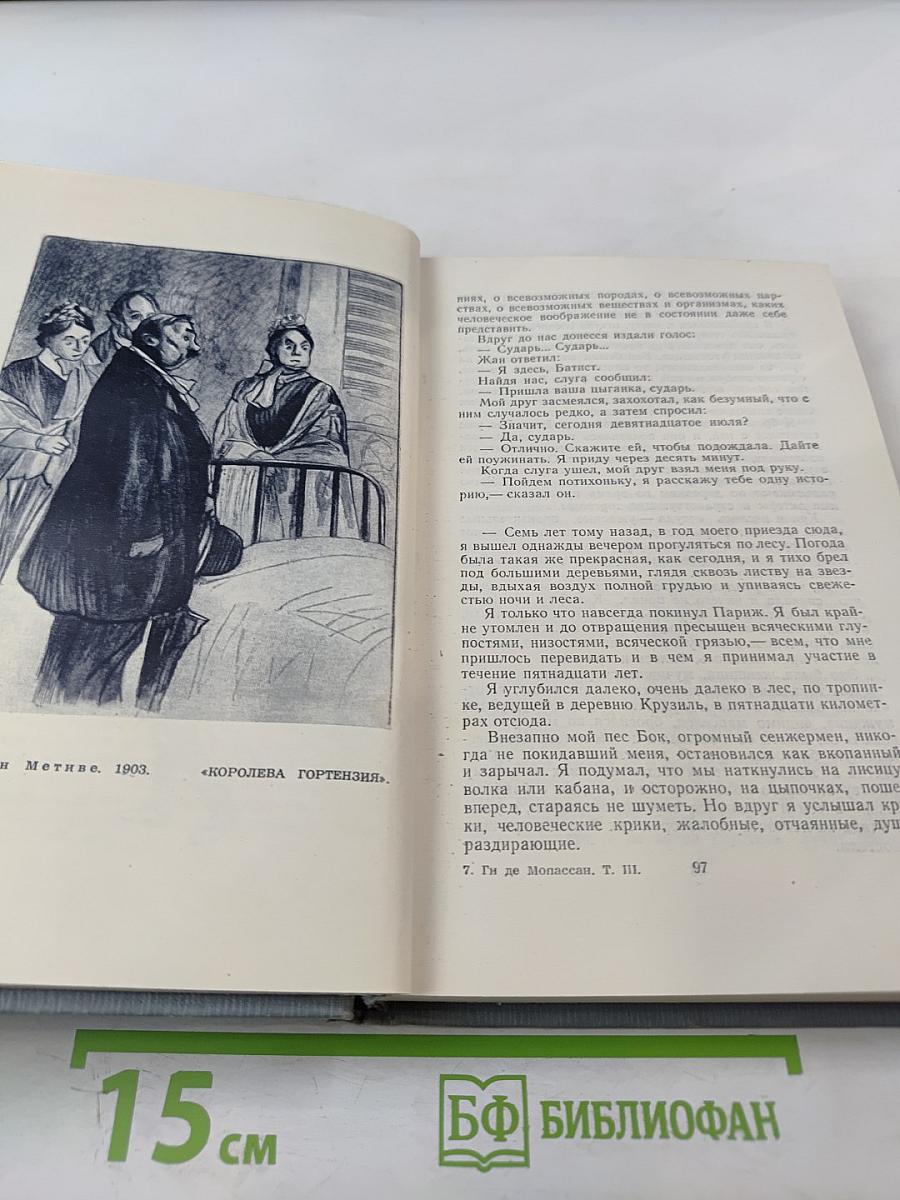 н Метиве. 1903. «КОРОЛЕВА ГОРТЕНЗИЯ».
ниях, о всевозможных породах, о всевозможных цар-
ствах, о всевозможных веществах и организмах, каких
человеческое воображение не в состоянии даже себе
представить.
Вдруг до нас донесся издали голос:
— Сударь... Сударь...
Жан ответил:
— Я здесь, Батист.
Найдя нас, слуга сообщил:
— Пришла ваша цыганка, сударь.
Мой друг засмеялся, захохотал, как безумный, что с
ним случалось редко, а затем спросил:
— Значит, сегодня девятнадцатое июля?
— Да, сударь.
— Отлично. Скажите ей, чтобы подождала. Дайте
ей поужинать. Я приду через десять минут.
Когда слуга ушел, мой друг взял меня под руку.
— Пойдем потихоньку, я расскажу тебе одну исто-
рию,— сказал он.
— Семь лет тому назад, в год моего приезда сюда,
я вышел однажды вечером прогуляться по лесу. Погода
была такая же прекрасная, как сегодня, и я тихо брел
под большими деревьями, глядя сквозь листву на звез-
ды, вдыхая воздух полной грудью и упиваясь свеже-
стью ночи и леса.
Я только что навсегда покинул Париж. Я был край-
не утомлен и до отвращения пресыщен всяческими глу-
постями, низостями, всяческой грязью,— всем, что мне
пришлось перевидать и в чем я принимал участие в
течение пятнадцати лет.
Я углубился далеко, очень далеко в лес, по тропин-
ке, ведущей в деревню Крузиль, в пятнадцати километ-
рах отсюда.
Внезапно мой пес Бок, огромный сенжермен, нико-
гда не покидавший меня, остановился как вкопанный
и зарычал. Я подумал, что мы наткнулись на лисицу
волка или кабана, и осторожно, на цыпочках, поше
вперед, стараясь не шуметь. Но вдруг я услышал кр
ки, человеческие крики, жалобные, отчаянные, душ
раздирающие.
7. Ги де Мопассан. Т. III. 97
15 см
БФ БИБЛИОФАН